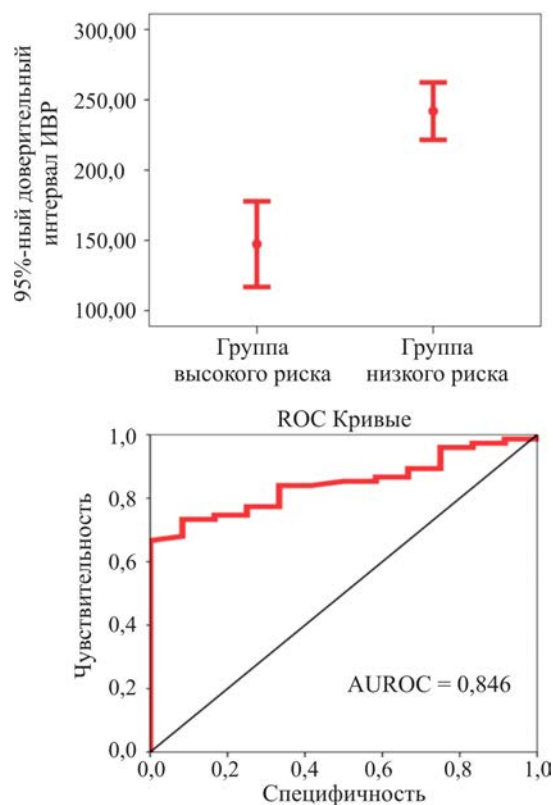 95%-ный доверительный
интервал ИВР
300,00
250,00
200,0
150,00
100,00
Группа
высокого риска
Группа
низкого риска
ROC Кривые
Чувствительность
1,0
0,8
0,6
0,4
0,2
0,0
AUROC = 0,846
0,0 0,2 0,4 0,6 0,8 1,0
Специфичность